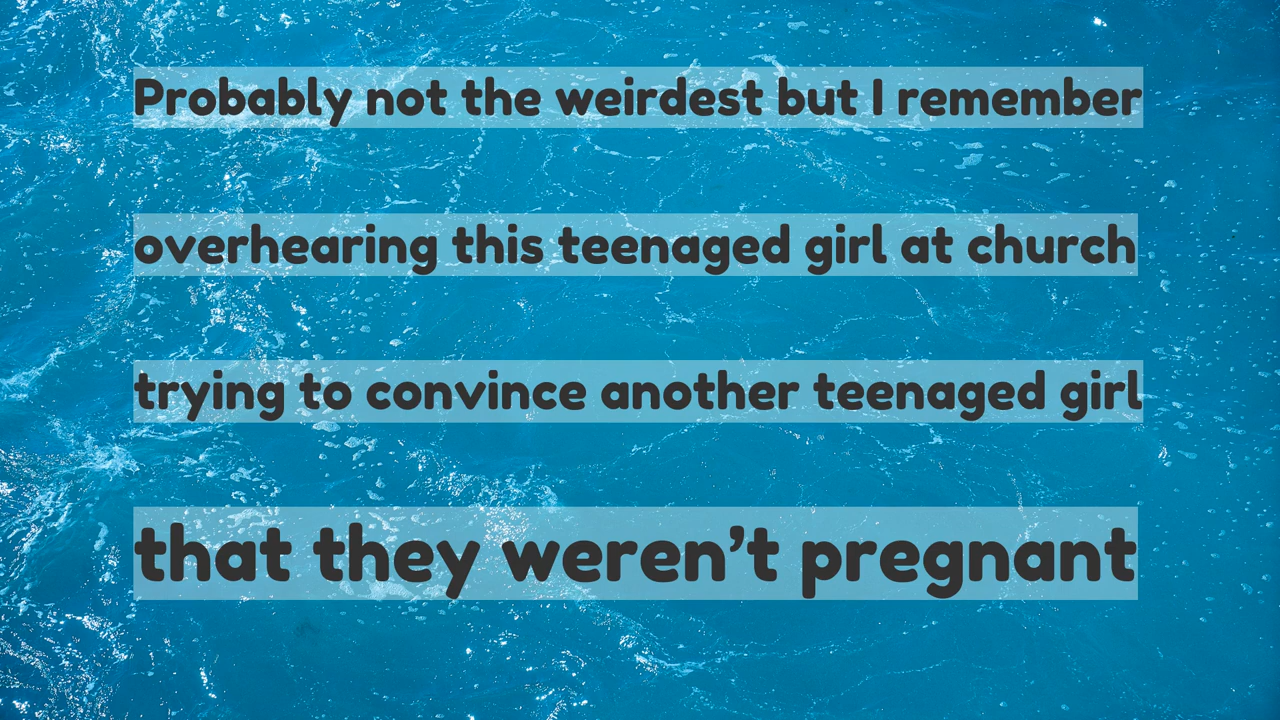 Probably not the weirdest but I remember
overhearing this teenaged girl at church
trying to convince another teenaged girl
that they weren’t pregnant